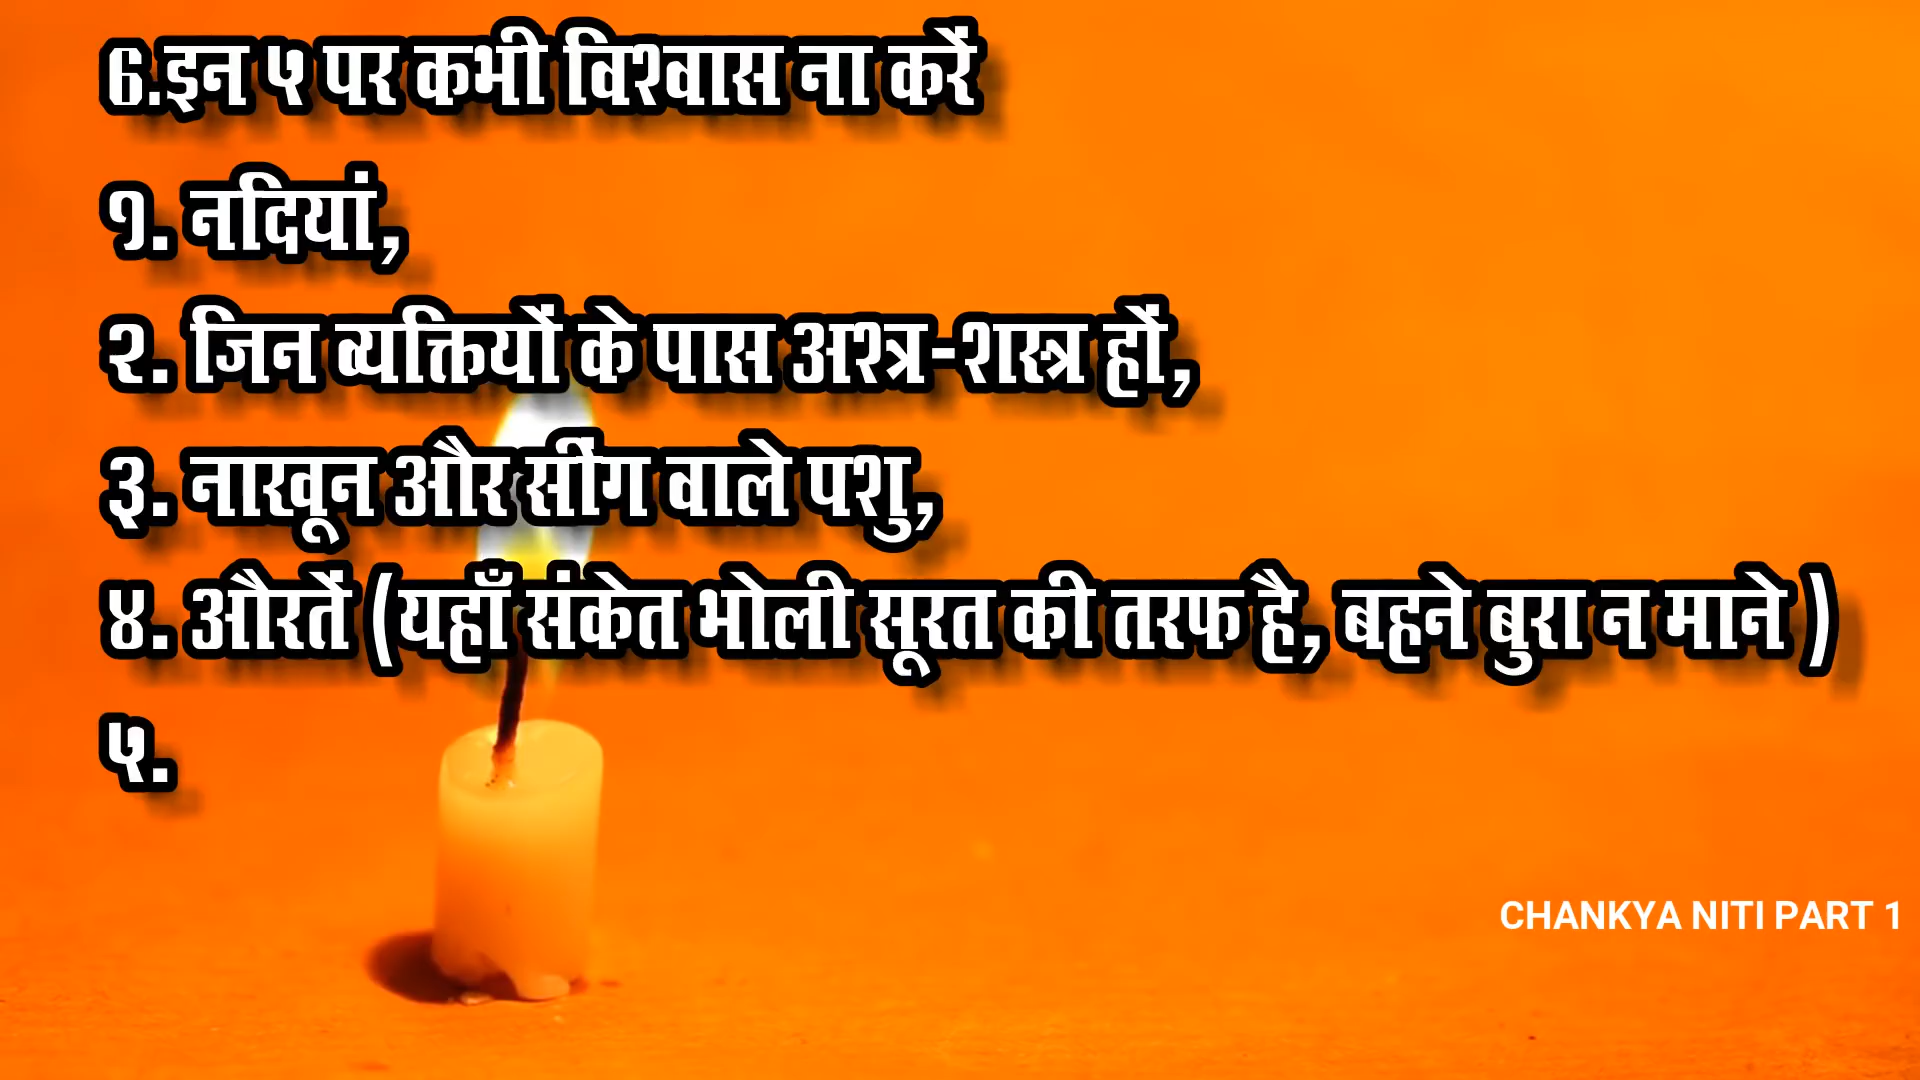 6.इन ५ पर कभी विश्वास ना करें
१. नदियां,
२. जिन व्यक्तियों के पास अश्त्र-शस्त्र हों,
३. नाखून और सींग वाले पशु,
४. औरतें (यहाँ संकेत भोली सूरत की तरफ है, बहने बुरा न माने )
५.
CHANKYA NITI PART 1